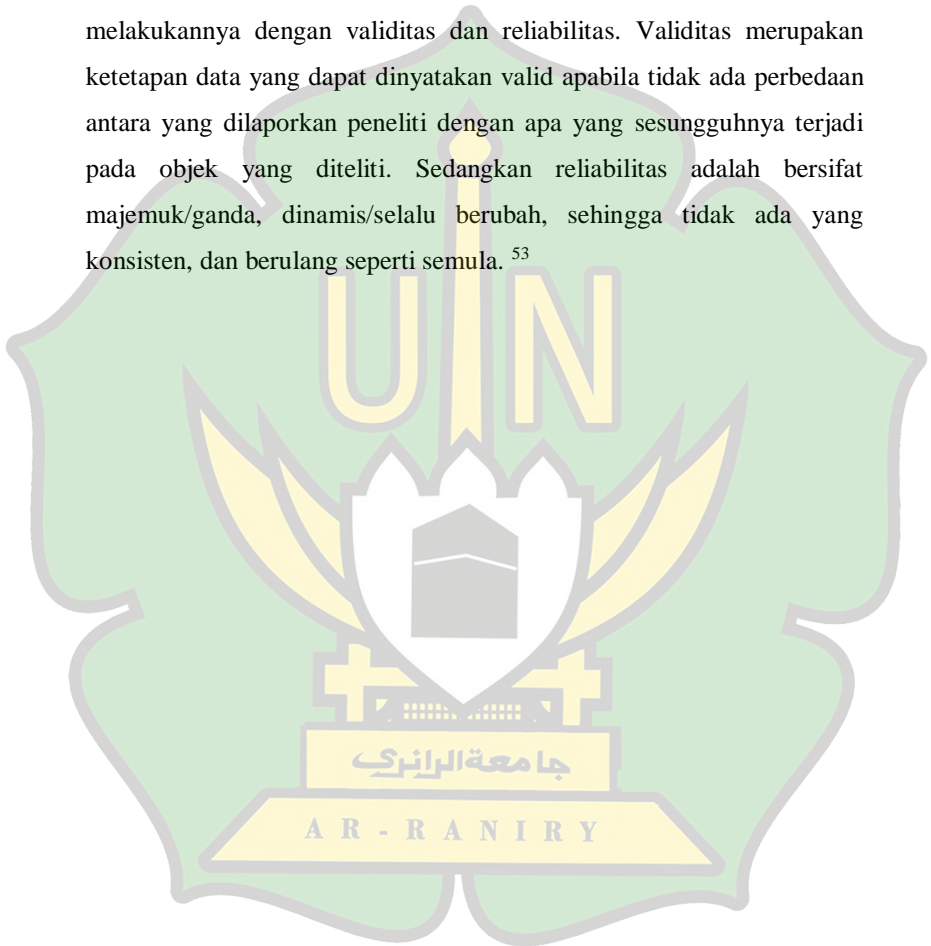 melakukannya dengan validitas dan reliabilitas. Validitas merupakan
ketetapan data yang dapat dinyatakan valid apabila tidak ada perbedaan
antara yang dilaporkan peneliti dengan apa yang sesungguhnya terjadi
pada objek yang diteliti. Sedangkan reliabilitas adalah bersifat
majemuk/ganda, dinamis/selalu berubah, sehingga tidak ada yang
konsisten, dan berulang seperti semula. 53
UIN
جامعة الرانري
AR-RANIRY